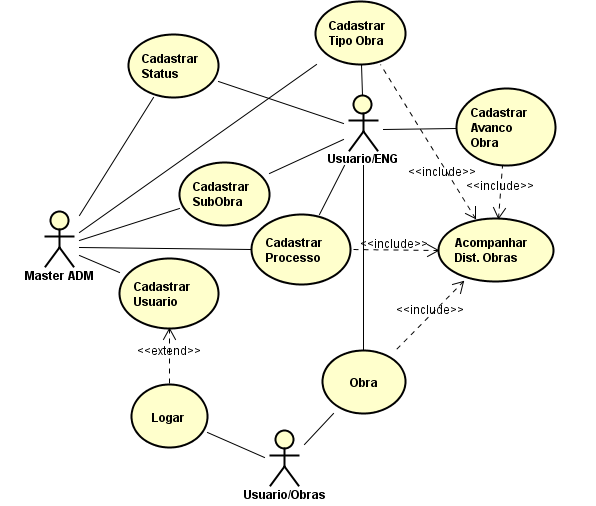 Cadastrar
Tipo Obra
Cadastrar
Status
Cadastrar
Avanco
Obra
Usuario/ENG
<<include>>
<<include>>
Cadastrar
SubObra
Master ADM
Cadastrar
Processo
<<include>>
Acompanhar
Dist. Obras
Cadastrar
Usuario
<<include>>
<<extend>>
Obra
Logar
Usuario/Obras